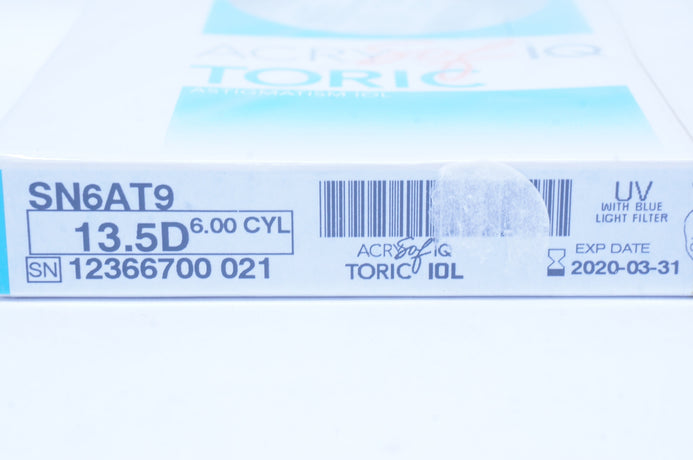 ACRYSof IQ
TORIC
ASTIGMATISM IOL
SN6AT9
13.5D 6.00 CYL
SN 12366700 021
ACRYSof IQ
TORIC IOL
UV
WITH BLUE
LIGHT FILTER
EXP DATE
2020-03-31